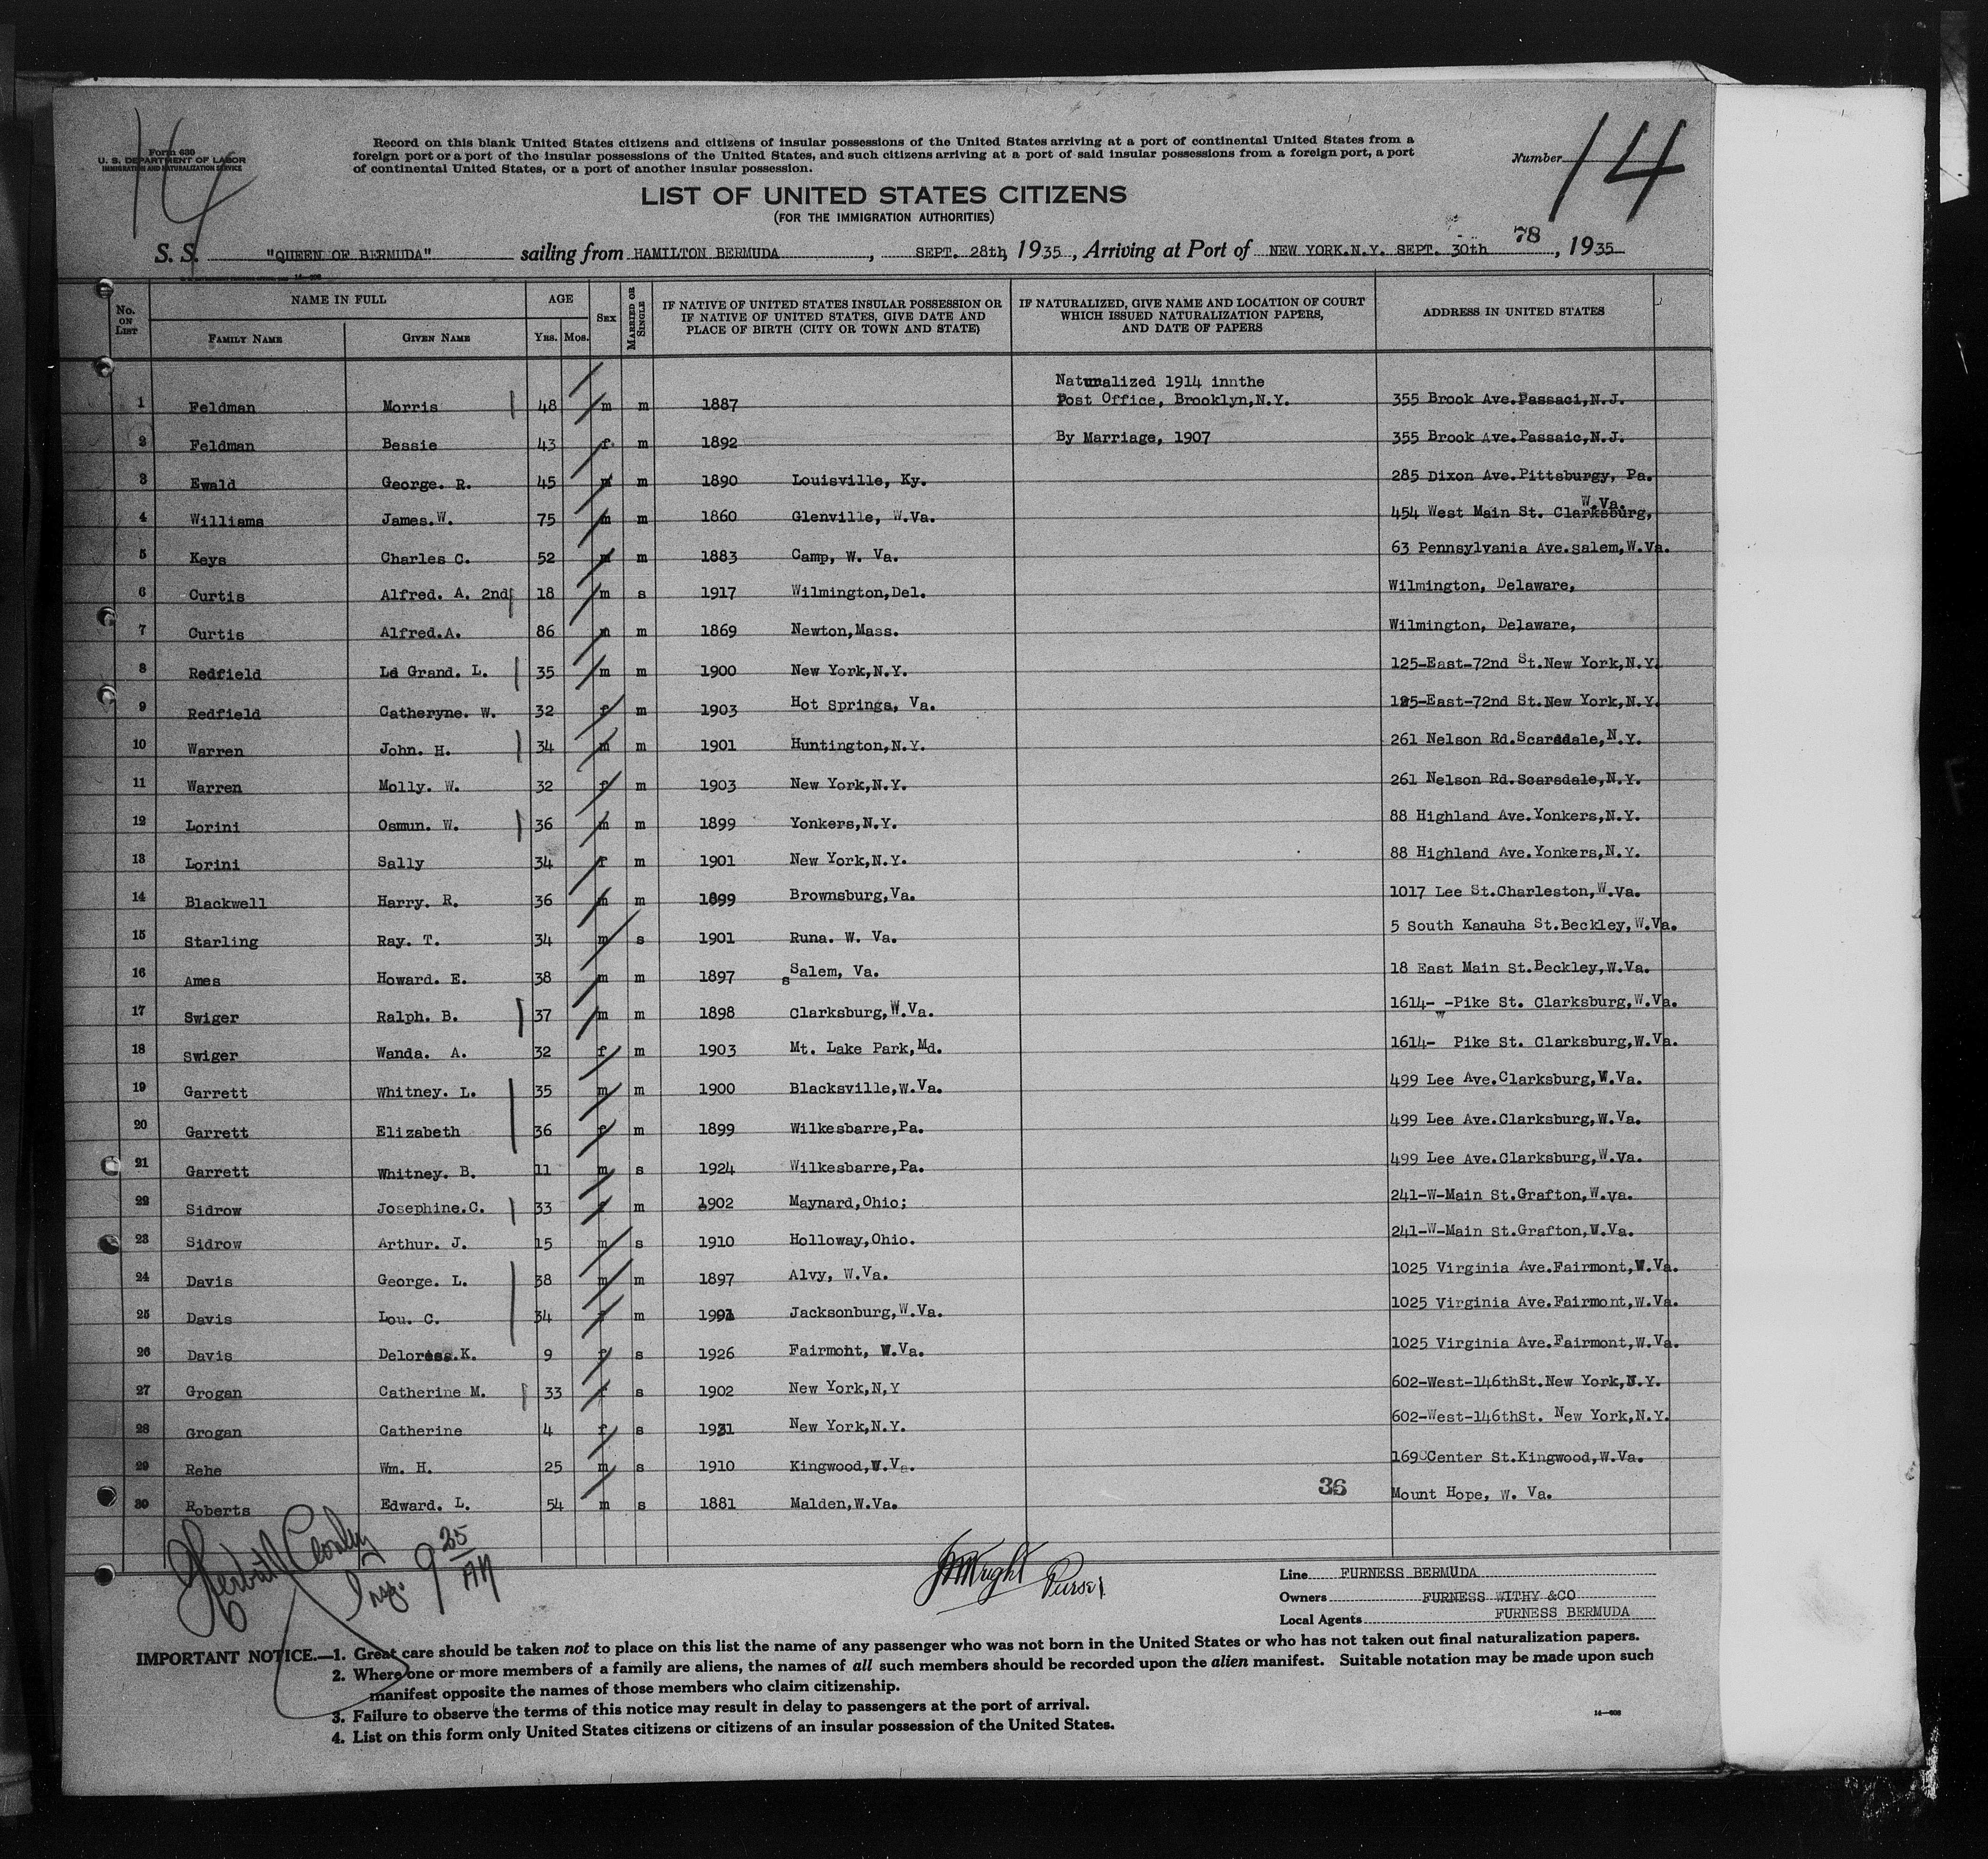 14
Form 630
U. S. DEPARTMENT OF LABOR
IMMIGRATION AND NATURALIZATION SERVICE
Record on this blank United States citizens and citizens of insular possessions of the United States arriving at a port of continental United States from a
foreign port or a port of the insular possessions of the United States, and such citizens arriving at a port of said insular possessions from a foreign port, a port
of continental United States, or a port of another insular possession.
Number 14
LIST OF UNITED STATES CITIZENS
(FOR THE IMMIGRATION AUTHORITIES)
S. S. "QUEEN OF BERMUDA" sailing from HAMILTON BERMUDA, SEPT. 28th, 1935, Arriving at Port of NEW YORK.N.Y. SEPT. 30th 78, 1935
No. ON LIST NAME IN FULL FAMILY NAME GIVEN NAME AGE YRS. MOS. SEX MARRIED OR SINGLE IF NATIVE OF UNITED STATES INSULAR POSSESSION OR IF NATIVE OF UNITED STATES, GIVE DATE AND PLACE OF BIRTH (CITY OR TOWN AND STATE) IF NATURALIZED, GIVE NAME AND LOCATION OF COURT WHICH ISSUED NATURALIZATION PAPERS, AND DATE OF PAPERS ADDRESS IN UNITED STATES
Naturalized 1914 innthe
1 Feldman Morris 48 m m 1887 Post Office, Brooklyn,N.Y. 355 Brook Ave.Passaci,N.J.
2 Feldman Bessie 43 f m 1892 By Marriage, 1907 355 Brook Ave.Passaic,N.J.
3 Ewald George. R. 45 m m 1890 Louisville, Ky. 285 Dixon Ave.Pittsburgy, Pa.
4 Williams James.W. 75 m m 1860 Glenville, W.Va. 454 West Main St. Clarksburg, W.Va.
5 Keys Charles C. 52 m m 1883 Camp, W. Va. 63 Pennsylvania Ave.Salem,W.Va.
6 Curtis Alfred. A. 2nd 18 m s 1917 Wilmington,Del. Wilmington, Delaware,
7 Curtis Alfred.A. 86 m m 1869 Newton,Mass. Wilmington, Delaware,
8 Redfield Le Grand. L. 35 m m 1900 New York,N.Y. 125-East-72nd St.New York,N.Y.
9 Redfield Catheryne. W. 32 f m 1903 Hot Springs, Va. 125-East-72nd St.New York,N.Y.
10 Warren John. H. 34 m m 1901 Huntington,N.Y. 261 Nelson Rd.Scarsdale,N.Y.
11 Warren Molly. W. 32 f m 1903 New York,N.Y. 261 Nelson Rd.Scarsdale,N.Y.
12 Lorini Osmun. W. 36 m m 1899 Yonkers,N.Y. 88 Highland Ave.Yonkers,N.Y.
13 Lorini Sally 34 f m 1901 New York,N.Y. 88 Highland Ave.Yonkers,N.Y.
14 Blackwell Harry. R. 36 m m 1899 Brownsburg,Va. 1017 Lee St.Charleston,W.Va.
15 Starling Ray. T. 34 m s 1901 Runa. W. Va. 5 South Kanauha St.Beckley,W.Va.
16 Ames Howard. E. 38 m m 1897 sSalem, Va. 18 East Main St.Beckley,W.Va.
17 Swiger Ralph. B. 37 m m 1898 Clarksburg,W.Va. 1614-w-Pike St. Clarksburg,W.Va.
18 Swiger Wanda. A. 32 f m 1903 Mt. Lake Park,Md. 1614- Pike St. Clarksburg,W.Va.
19 Garrett Whitney. L. 35 m m 1900 Blacksville,W.Va. 499 Lee Ave.Clarksburg,W.Va.
20 Garrett Elizabeth 36 f m 1899 Wilkesbarre,Pa. 499 Lee Ave.Clarksburg,W.Va.
21 Garrett Whitney. B. 11 m s 1924 Wilkesbarre,Pa. 499 Lee Ave.Clarksburg,W.Va.
22 Sidrow Josephine.C. 33 f m 1902 Maynard,Ohio; 241-W-Main St.Grafton,W.Va.
23 Sidrow Arthur. J. 15 m s 1910 Holloway,Ohio. 241-W-Main St.Grafton,W.Va.
24 Davis George. L. 38 m m 1897 Alvy, W.Va. 1025 Virginia Ave.Fairmont,W.Va.
25 Davis Lou. C. 34 f m 1901 Jacksonburg,W.Va. 1025 Virginia Ave.Fairmont,W.Va.
26 Davis Deloress.K. 9 f s 1926 Fairmont, W.Va. 1025 Virginia Ave.Fairmont,W.Va.
27 Grogan Catherine M. 33 f s 1902 New York,N,Y 602-West-146thSt.New York,N.Y.
28 Grogan Catherine 4 f s 1931 New York,N.Y. 602-West-146thSt. New York,N.Y.
29 Rehe Wm. H. 25 m s 1910 Kingwood,W.Va. 169 Center St.Kingwood,W.Va.
30 Roberts Edward. L. 54 m s 1881 Malden,W.Va. 36 Mount Hope, W. Va.
Insp. 9 35 AM
Wright Purser
Line FURNESS BERMUDA
Owners FURNESS WITHY &CO
Local Agents FURNESS BERMUDA
IMPORTANT NOTICE.—1. Great care should be taken not to place on this list the name of any passenger who was not born in the United States or who has not taken out final naturalization papers.
2. Where one or more members of a family are aliens, the names of all such members should be recorded upon the alien manifest. Suitable notation may be made upon such
manifest opposite the names of those members who claim citizenship.
3. Failure to observe the terms of this notice may result in delay to passengers at the port of arrival.
4. List on this form only United States citizens or citizens of an insular possession of the United States.